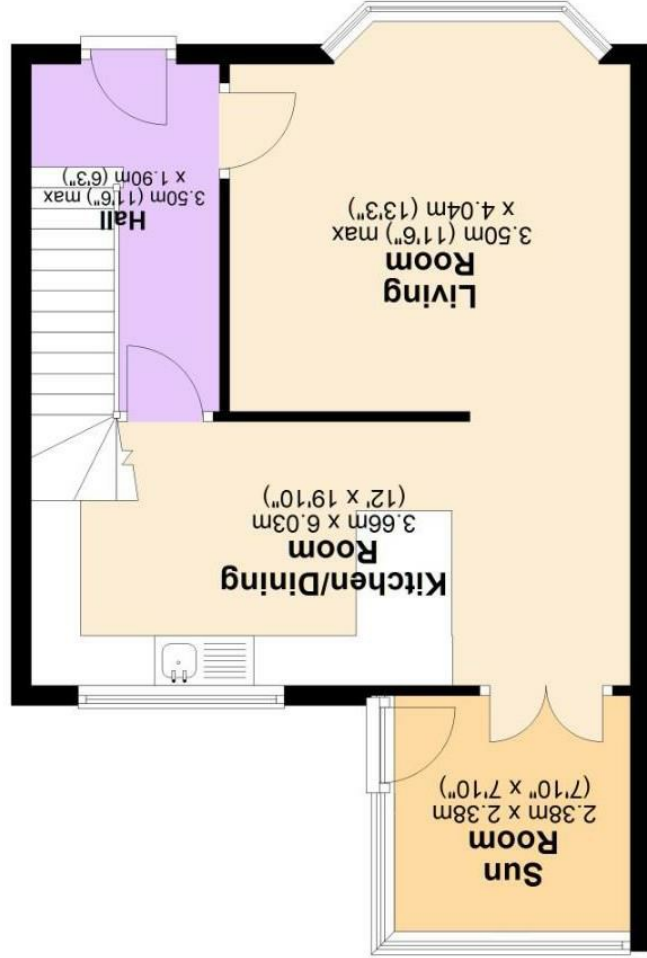 Sun
Room
2.38m x 2.38m
(7'10" x 7'10")
Kitchen/Dining
Room
3.66m x 6.03m
(12' x 19'10")
Living
Room
3.50m (11'6") max
x 4.04m (13'3")
Hall
3.50m (11'6") max
x 1.90m (6'3")